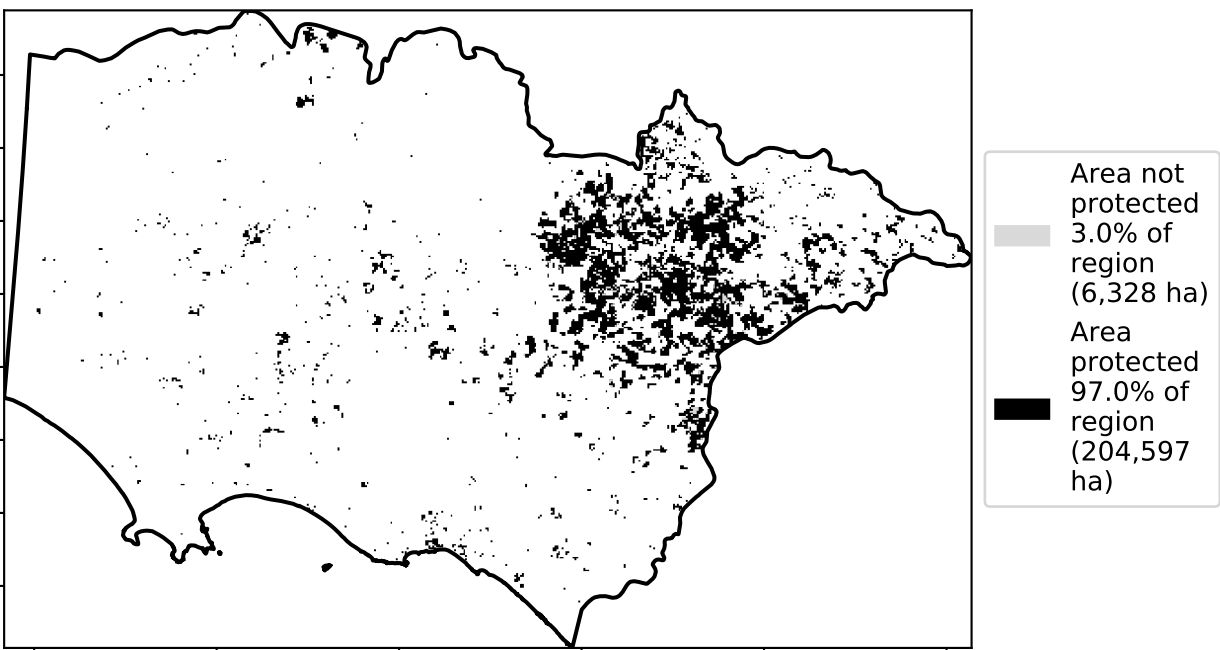 Area not
protected
3.0% of
region
(6,328 ha)
Area
protected
97.0% of
region
(204,597
ha)